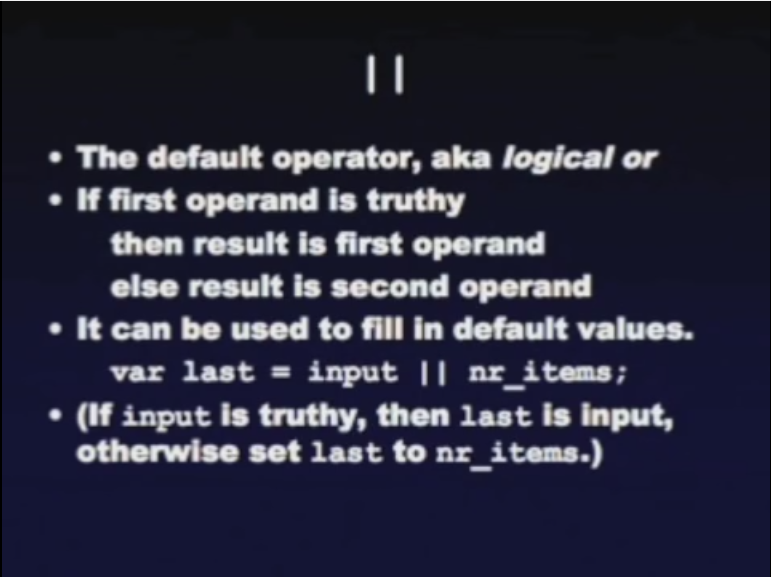 ||
• The default operator, aka logical or
• If first operand is truthy
then result is first operand
else result is second operand
• It can be used to fill in default values.
var last = input || nr_items;
• (If input is truthy, then last is input,
otherwise set last to nr_items.)